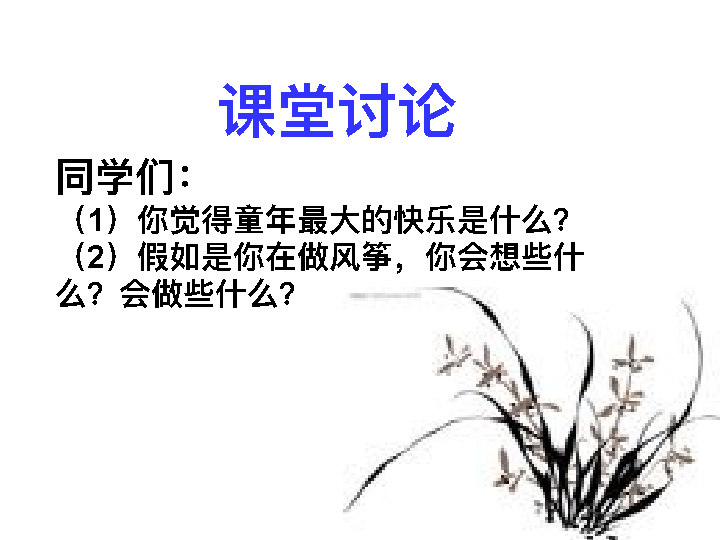 课堂讨论
同学们：
（1）你觉得童年最大的快乐是什么？
（2）假如是你在做风筝，你会想些什
么？会做些什么？